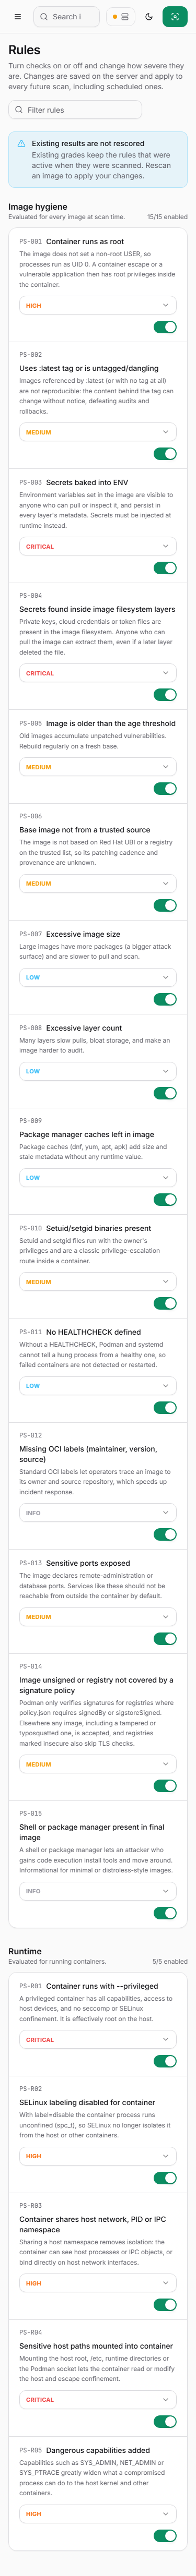 Search i
Rules
Turn checks on or off and change how severe
they are. Changes are saved on the server and apply to
every future scan, including scheduled ones.
Filter rules
Existing results are not rescored
Existing grades keep the rules that were
active when they were scanned. Rescan
an image to apply your changes.
Image hygiene
Evaluated for every image at scan time. 15/15 enabled
PS-001 Container runs as root
The image does not set a non-root USER, so
processes run as UID 0. A container escape or a
vulnerable application then has root privileges inside
the container.
HIGH
PS-002
Uses :latest tag or is untagged/dangling
Images referenced by :latest (or with no tag at all)
are not reproducible: the content behind the tag can
change without notice, defeating audits and
rollbacks.
MEDIUM
PS-003 Secrets baked into ENV
Environment variables set in the image are visible to
anyone who can pull or inspect it, and persist in
every layer's metadata. Secrets must be injected at
runtime instead.
CRITICAL
PS-004
Secrets found inside image filesystem layers
Private keys, cloud credentials or token files are
present in the image filesystem. Anyone who can
pull the image can extract them, even if a later layer
deleted the file.
CRITICAL
PS-005 Image is older than the age threshold
Old images accumulate unpatched vulnerabilities.
Rebuild regularly on a fresh base.
MEDIUM
PS-006
Base image not from a trusted source
The image is not based on Red Hat UBI or a registry
on the trusted list, so its patching cadence and
provenance are unknown.
MEDIUM
PS-007 Excessive image size
Large images have more packages (a bigger attack
surface) and are slower to pull and scan.
LOW
PS-008 Excessive layer count
Many layers slow pulls, bloat storage, and make an
image harder to audit.
LOW
PS-009
Package manager caches left in image
Package caches (dnf, yum, apt, apk) add size and
stale metadata without any runtime value.
LOW
PS-010 Setuid/setgid binaries present
Setuid and setgid files run with the owner's
privileges and are a classic privilege-escalation
route inside a container.
MEDIUM
PS-011 No HEALTHCHECK defined
Without a HEALTHCHECK, Podman and systemd
cannot tell a hung process from a healthy one, so
failed containers are not detected or restarted.
LOW
PS-012
Missing OCI labels (maintainer, version,
source)
Standard OCI labels let operators trace an image to
its owner and source repository, which speeds up
incident response.
INFO
PS-013 Sensitive ports exposed
The image declares remote-administration or
database ports. Services like these should not be
reachable from outside the container by default.
MEDIUM
PS-014
Image unsigned or registry not covered by a
signature policy
Podman only verifies signatures for registries where
policy.json requires signedBy or sigstoreSigned.
Elsewhere any image, including a tampered or
typosquatted one, is accepted, and registries
marked insecure also skip TLS checks.
MEDIUM
PS-015
Shell or package manager present in final
image
A shell or package manager lets an attacker who
gains code execution install tools and move around.
Informational for minimal or distroless-style images.
INFO
Runtime
Evaluated for running containers. 5/5 enabled
PS-R01 Container runs with --privileged
A privileged container has all capabilities, access to
host devices, and no seccomp or SELinux
confinement. It is effectively root on the host.
CRITICAL
PS-R02
SELinux labeling disabled for container
With label=disable the container process runs
unconfined (spc_t), so SELinux no longer isolates it
from the host or other containers.
HIGH
PS-R03
Container shares host network, PID or IPC
namespace
Sharing a host namespace removes isolation: the
container can see host processes or IPC objects, or
bind directly on host network interfaces.
HIGH
PS-R04
Sensitive host paths mounted into container
Mounting the host root, /etc, runtime directories or
the Podman socket lets the container read or modify
the host and escape confinement.
CRITICAL
PS-R05 Dangerous capabilities added
Capabilities such as SYS_ADMIN, NET_ADMIN or
SYS_PTRACE greatly widen what a compromised
process can do to the host kernel and other
containers.
HIGH